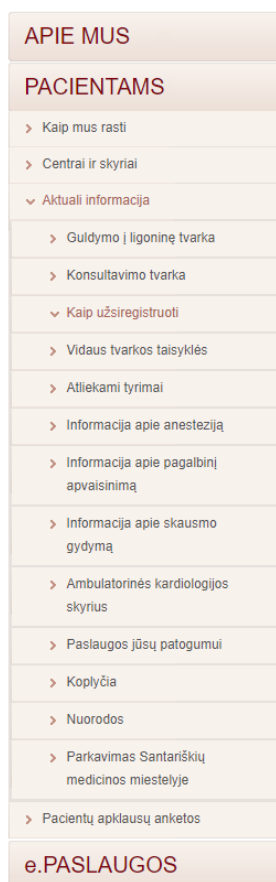 APIE MUS
PACIENTAMS
Kaip mus rasti
Centrai ir skyriai
Aktuali informacija
Guldymo į ligoninę tvarka
Konsultavimo tvarka
Kaip užsiregistruoti
Vidaus tvarkos taisyklės
Atliekami tyrimai
Informacija apie anesteziją
Informacija apie pagalbinį
apvaisinimą
Informacija apie skausmo
gydymą
Ambulatorinės kardiologijos
skyrius
Paslaugos jūsų patogumui
Koplyčia
Nuorodos
Parkavimas Santariškių
medicinos miestelyje
Pacientų apklausų anketos
e.PASLAUGOS